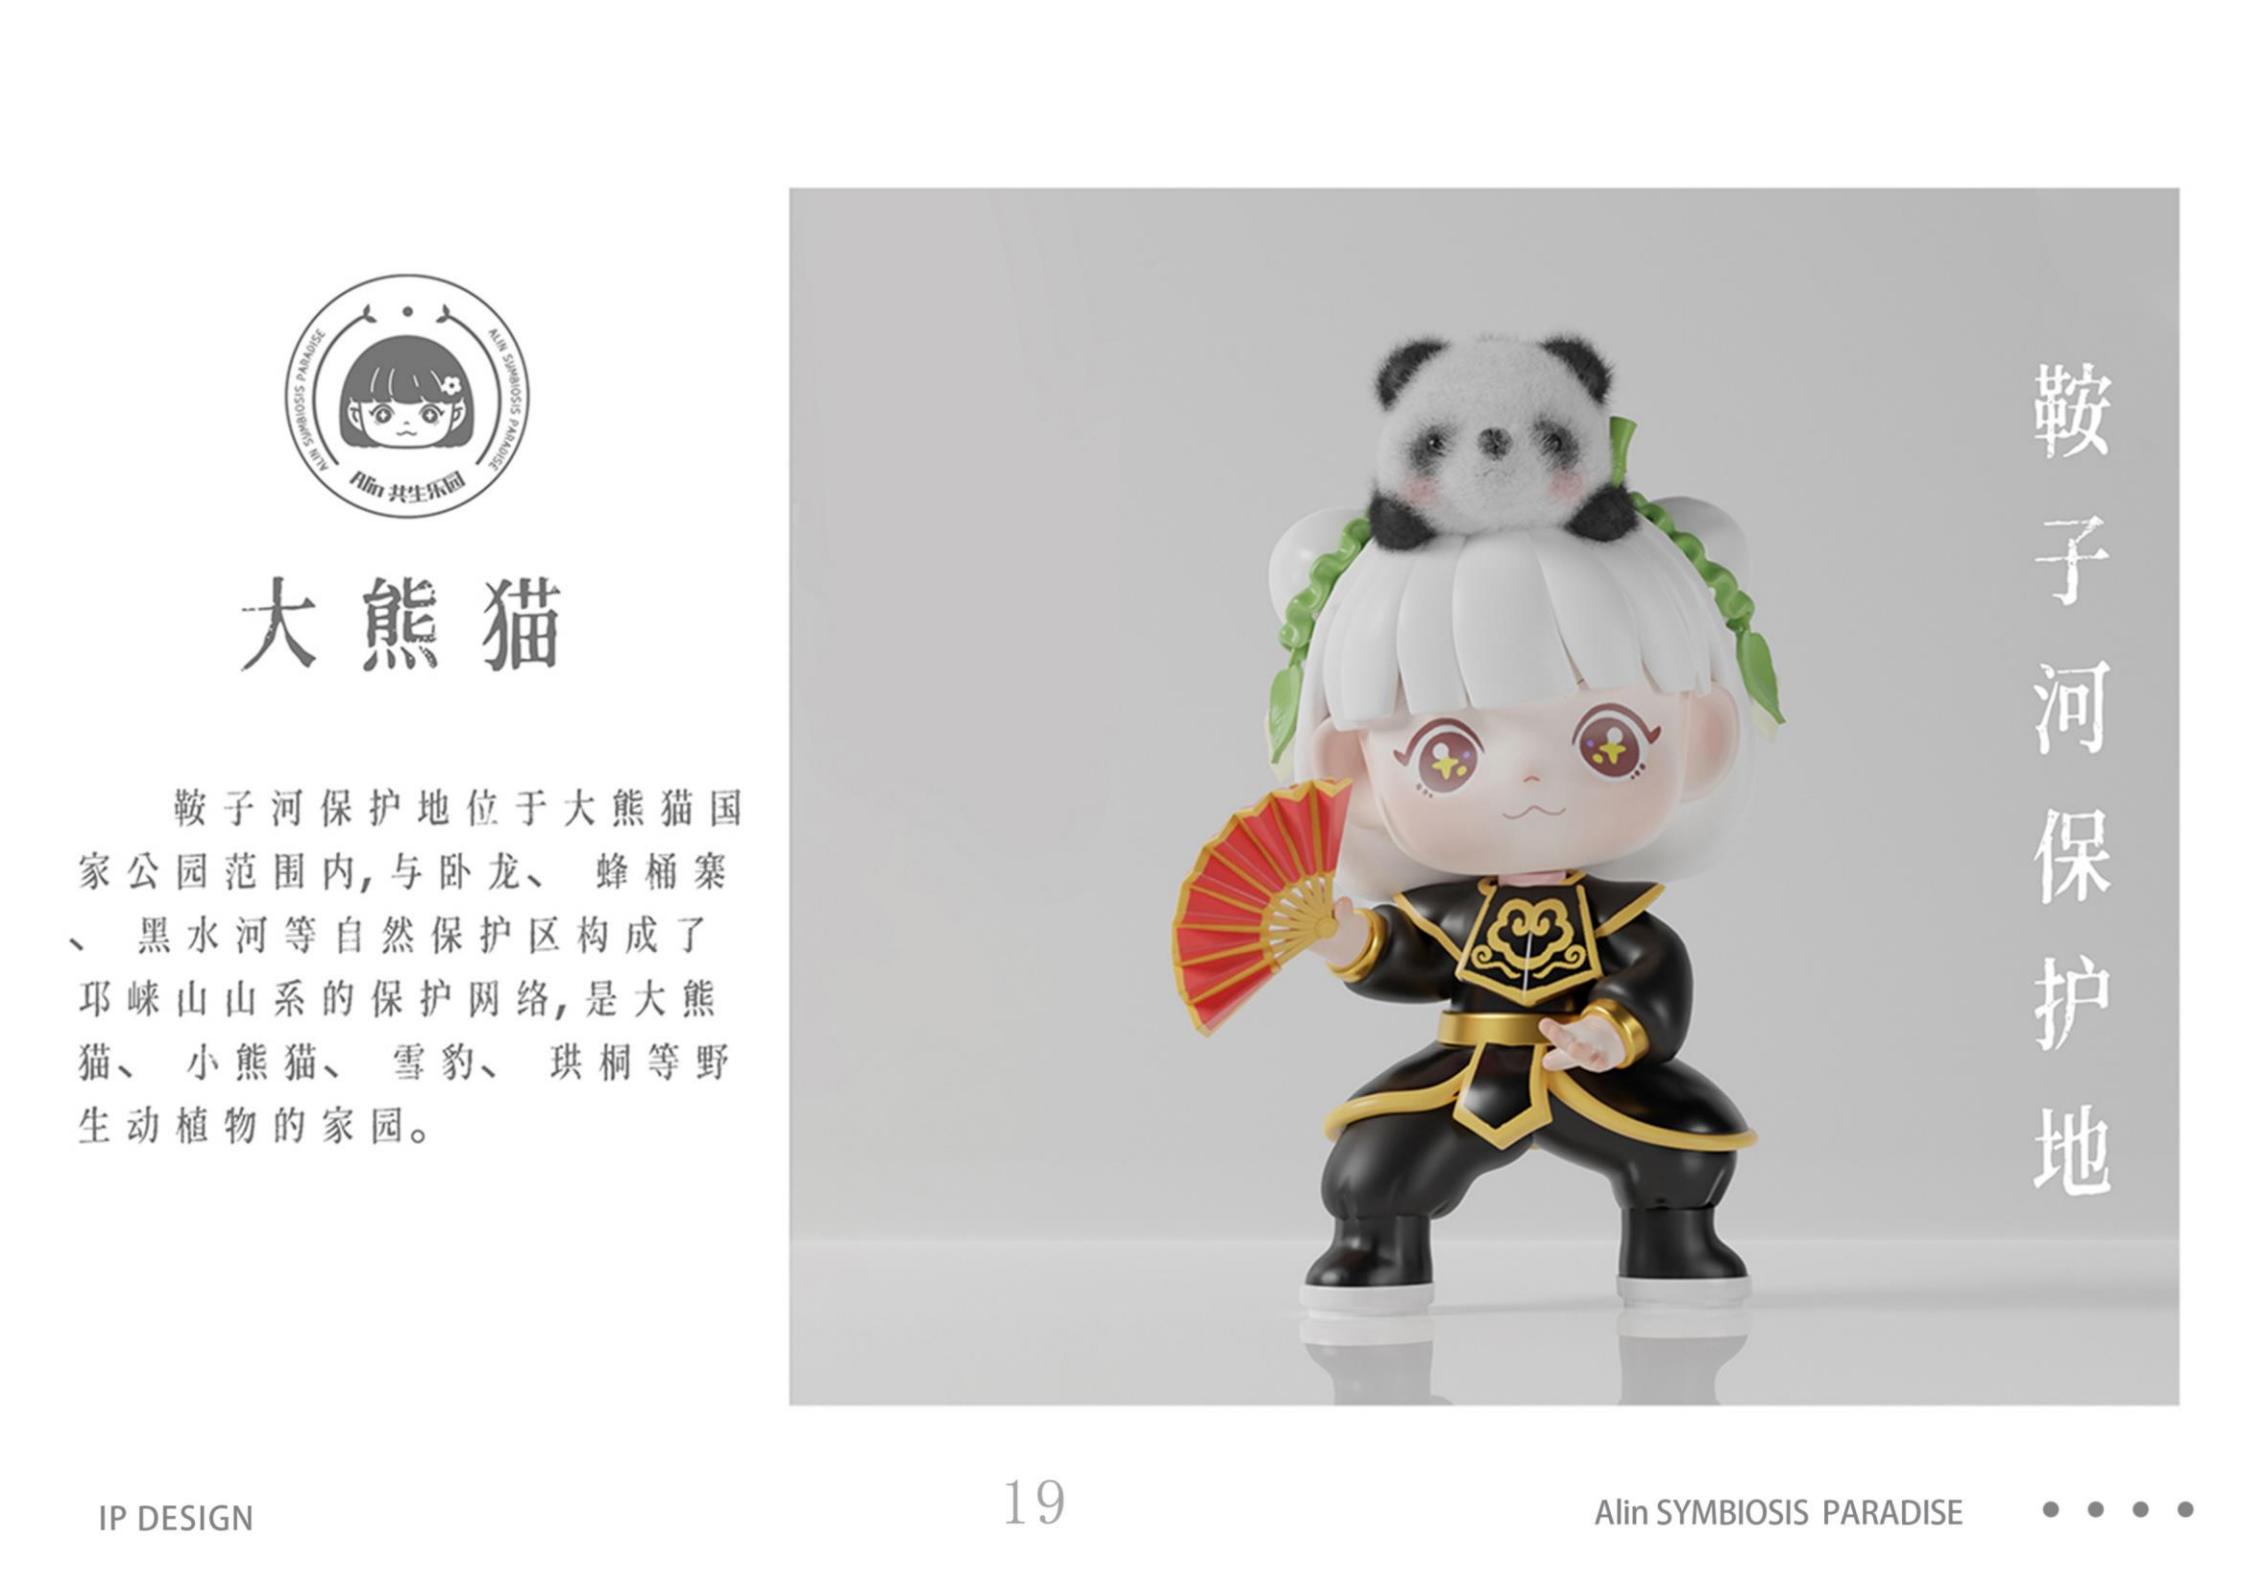 ALIN SUMBIOSIS PARADISE
ALIN SUMBIOSIS PARADISE
Alin 共生乐园
大熊猫
鞍子河保护地位于大熊猫国
家公园范围内,与卧龙、 蜂桶寨
、 黑水河等自然保护区构成了
邛崃山山系的保护网络,是大熊
猫、 小熊猫、 雪豹、 珙桐等野
生动植物的家园。
鞍子河保护地
IP DESIGN
19
Alin SYMBIOSIS PARADISE